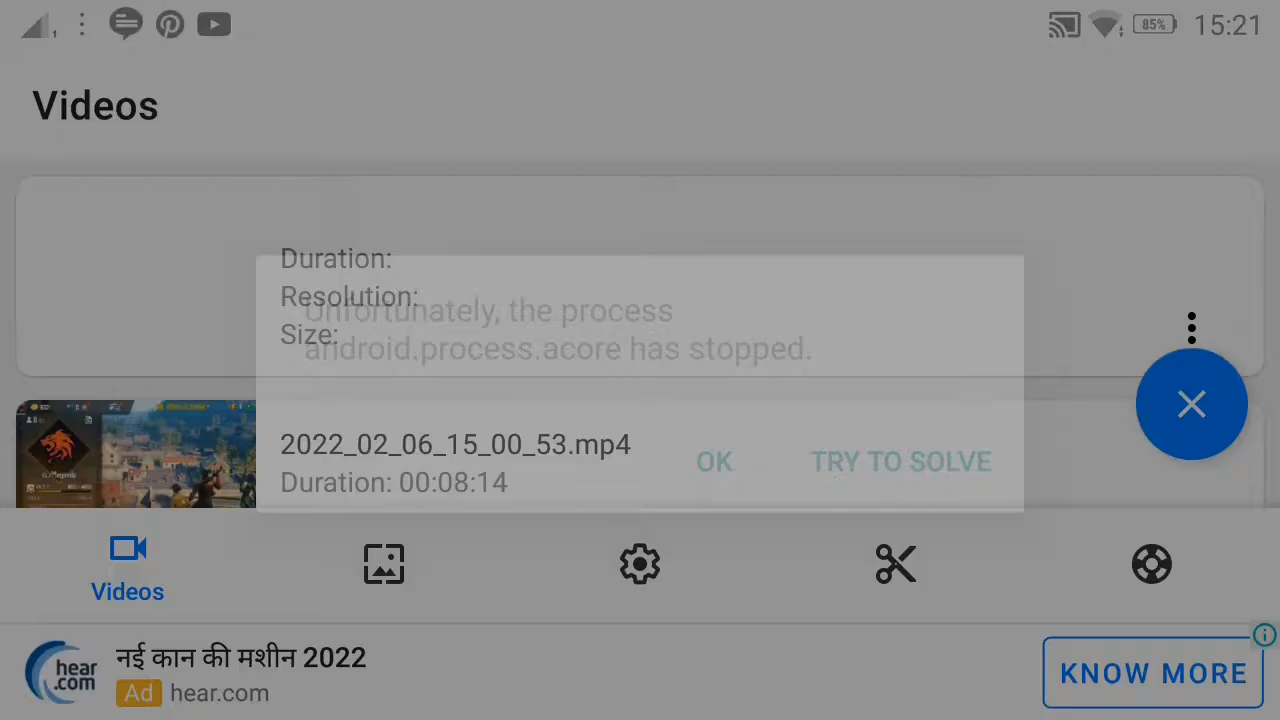 85% 15:21
Videos
Duration:
Resolution:
Size:
Unfortunately, the process
android.process.acore has stopped.
OK TRY TO SOLVE
2022_02_06_15_00_53.mp4
Duration: 00:08:14
Videos
hear
.com
नई कान की मशीन 2022
Ad hear.com
KNOW MORE